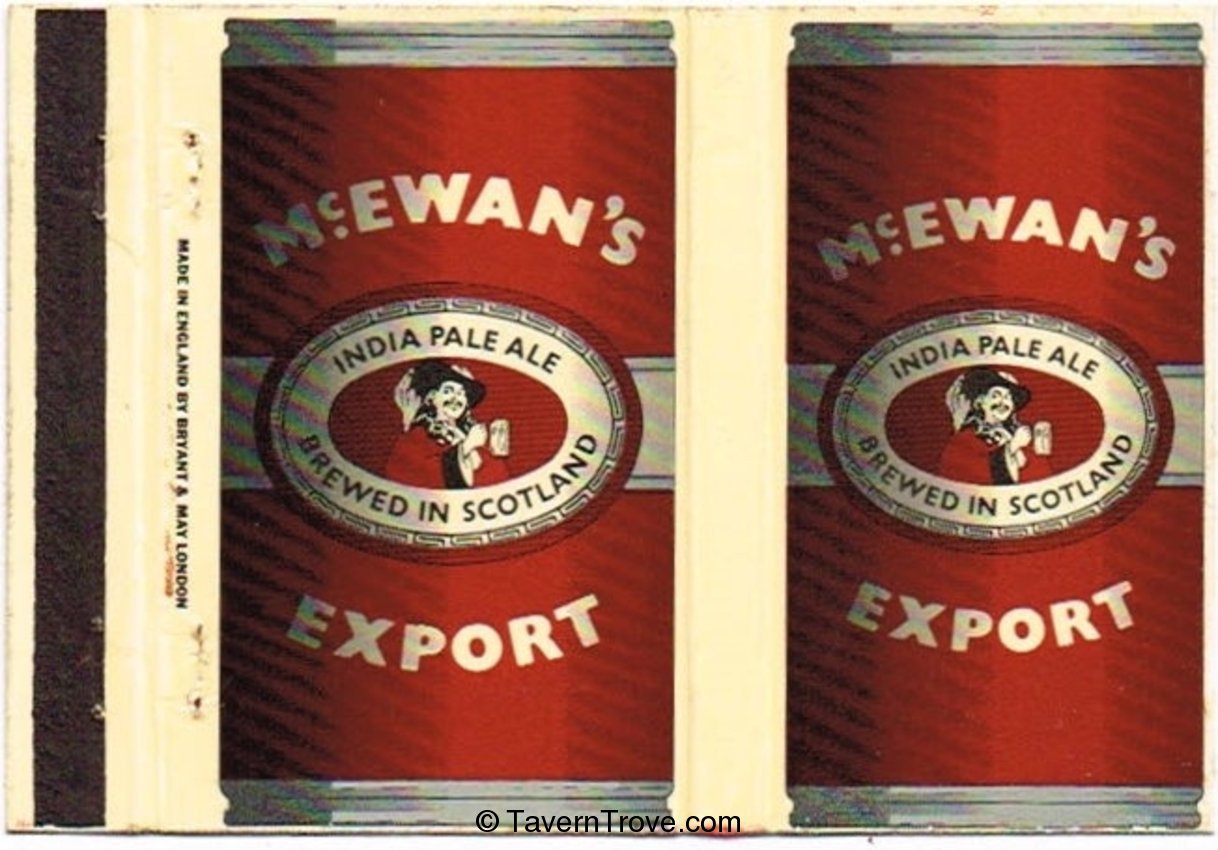 MADE IN ENGLAND BY BRYANT & MAY LONDON
McEWAN'S
INDIA PALE ALE
BREWED IN SCOTLAND
EXPORT
McEWAN'S
INDIA PALE ALE
BREWED IN SCOTLAND
EXPORT
© TavernTrove.com